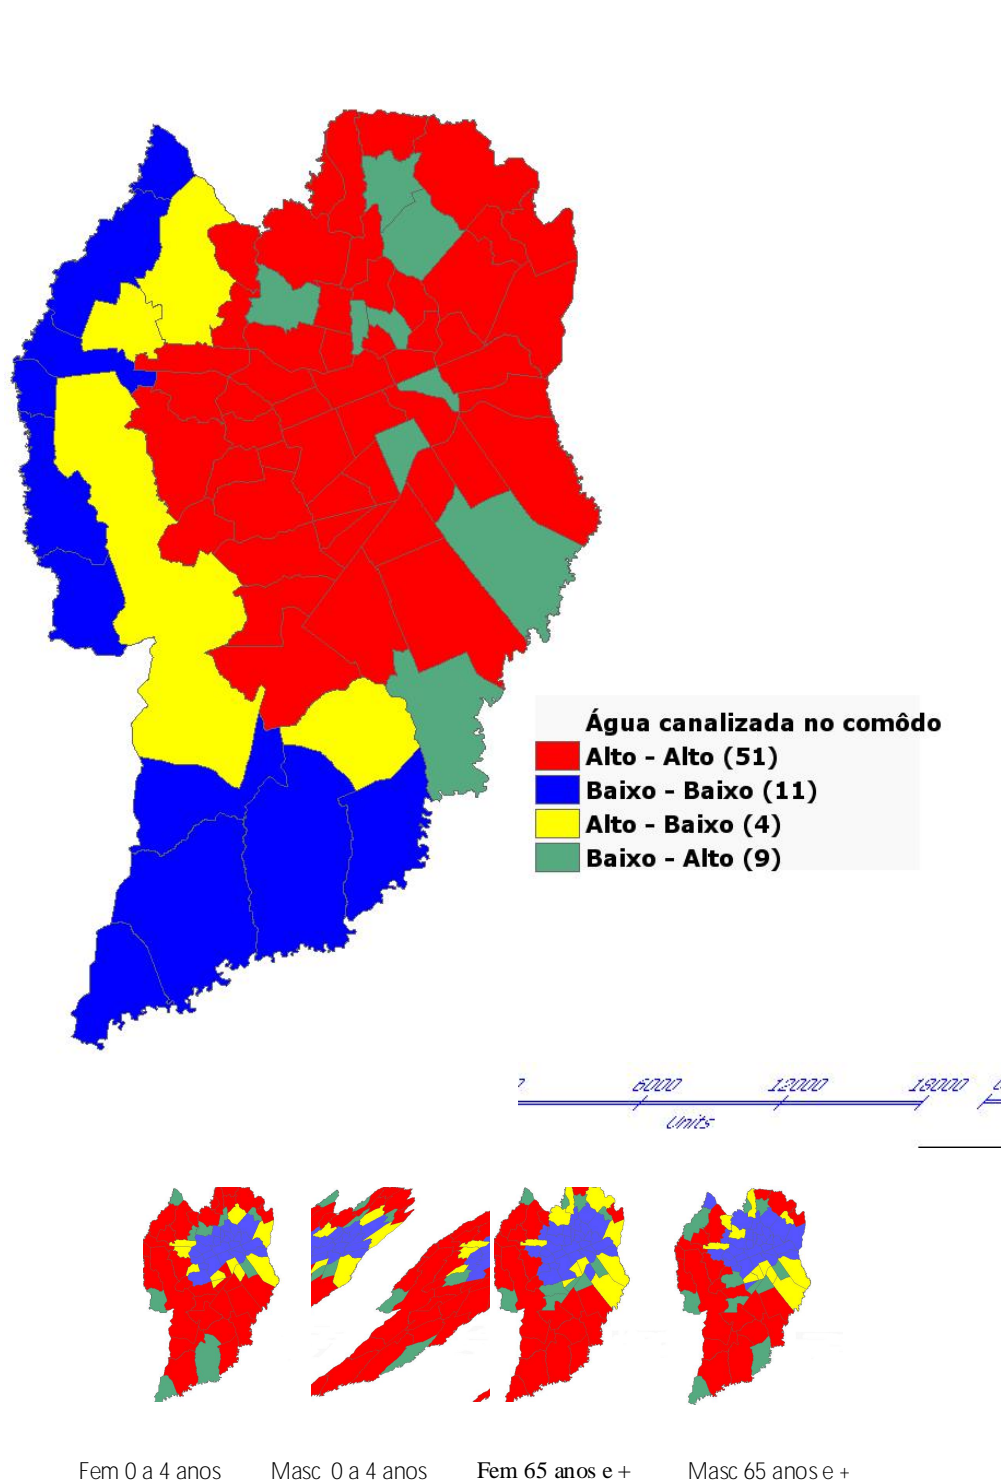 Água canalizada no comôdo
Alto - Alto (51)
Baixo - Baixo (11)
Alto - Baixo (4)
Baixo - Alto (9)
6000 12000 18000
Units
Fem 0 a 4 anos Masc 0 a 4 anos Fem 65 anos e + Masc 65 anos e +